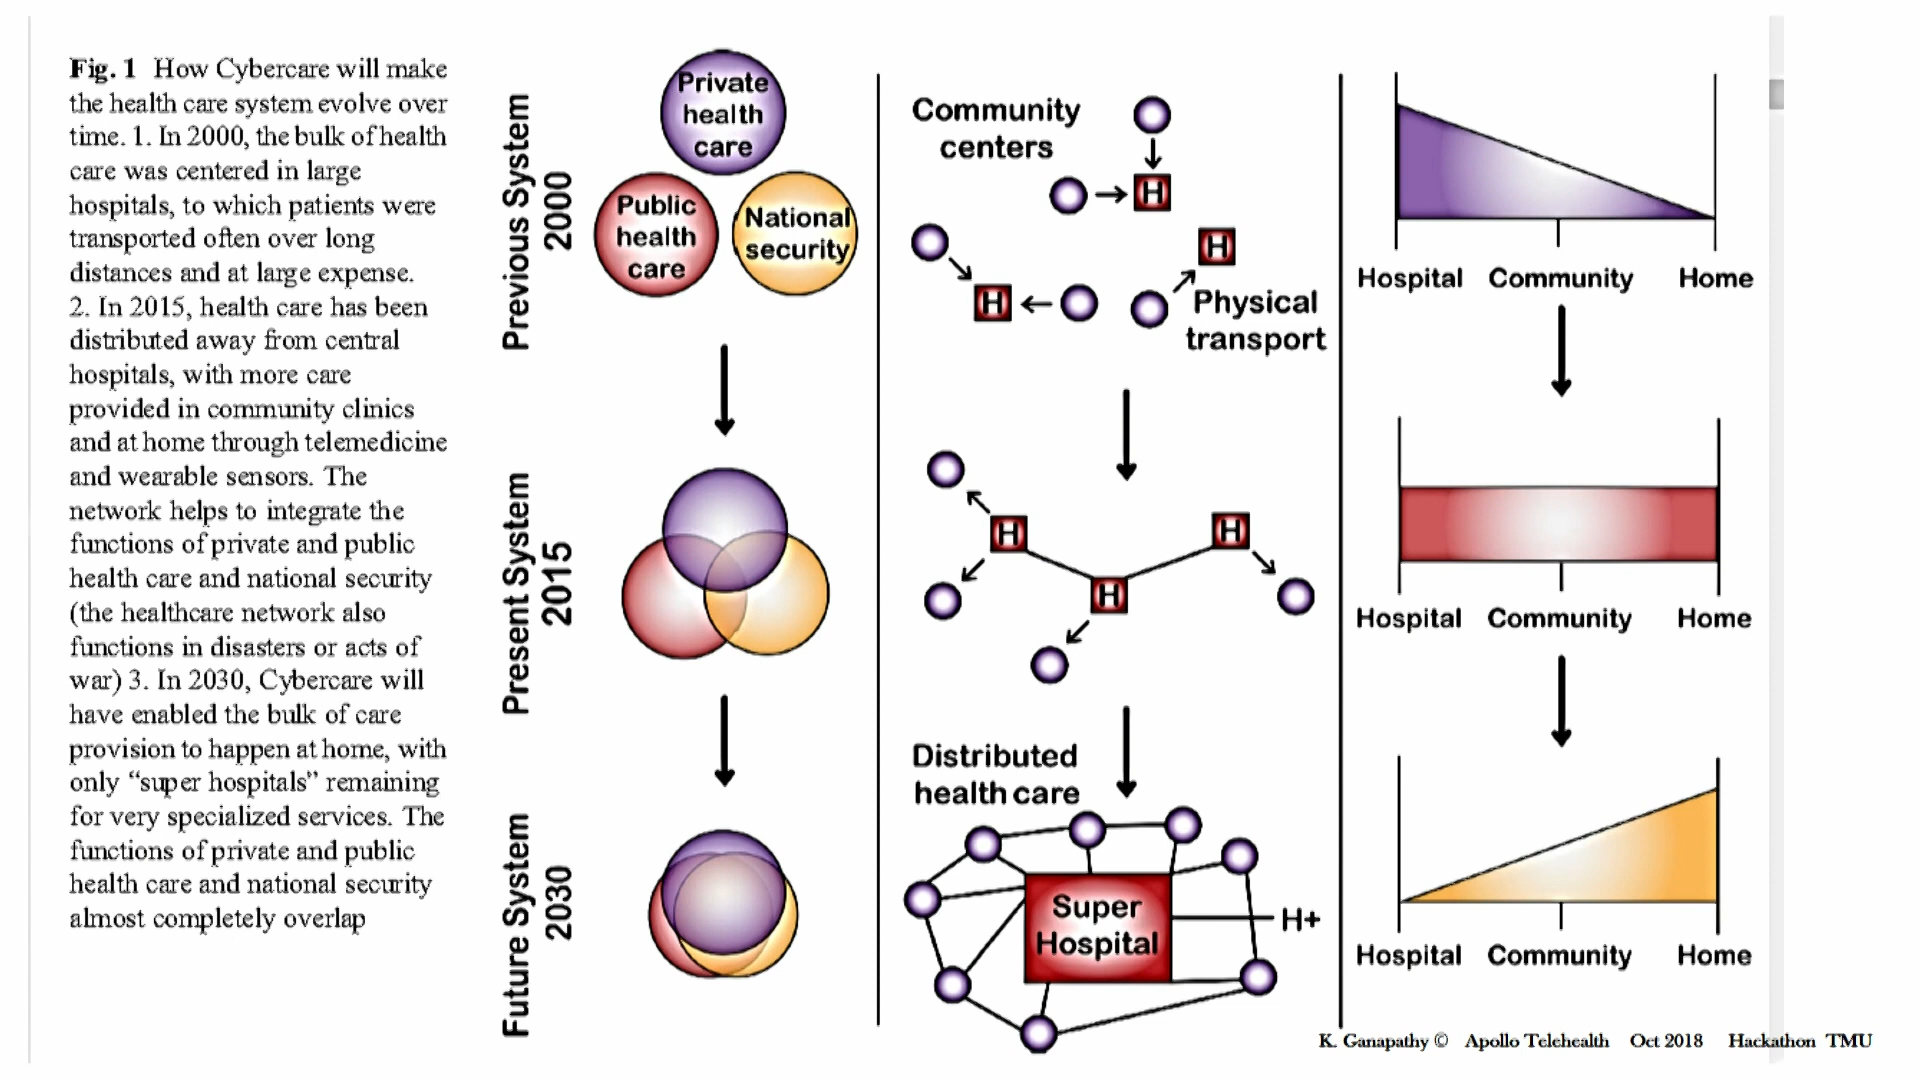 Fig. 1 How Cybercare will make
the health care system evolve over
time. 1. In 2000, the bulk of health
care was centered in large
hospitals, to which patients were
transported often over long
distances and at large expense.
2. In 2015, health care has been
distributed away from central
hospitals, with more care
provided in community clinics
and at home through telemedicine
and wearable sensors. The
network helps to integrate the
functions of private and public
health care and national security
(the healthcare network also
functions in disasters or acts of
war) 3. In 2030, Cybercare will
have enabled the bulk of care
provision to happen at home, with
only “super hospitals” remaining
for very specialized services. The
functions of private and public
health care and national security
almost completely overlap
Previous System
2000
Private
health
care
Public
health
care
National
security
Present System
2015
Future System
2030
Community
centers
H
H
H
Physical
transport
H
H
H
Distributed
health care
Super
Hospital
H+
Hospital Community Home
Hospital Community Home
Hospital Community Home
K. Ganapathy © Apollo Telehealth Oct 2018 Hackathon TMU